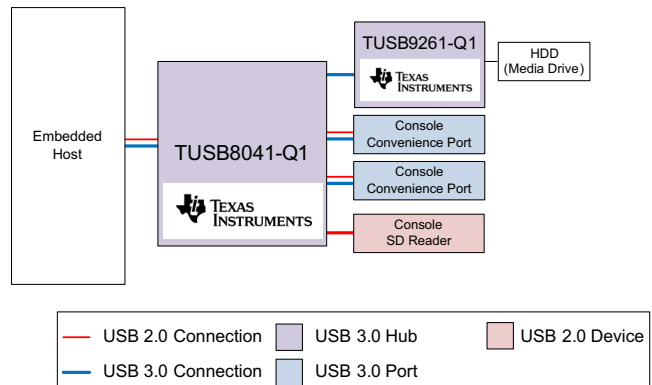 TUSB9261-Q1
TEXAS
INSTRUMENTS
HDD
(Media Drive)
Embedded
Host
TUSB8041-Q1
TEXAS
INSTRUMENTS
Console
Convenience Port
Console
Convenience Port
Console
SD Reader
USB 2.0 Connection
USB 3.0 Hub
USB 2.0 Device
USB 3.0 Connection
USB 3.0 Port